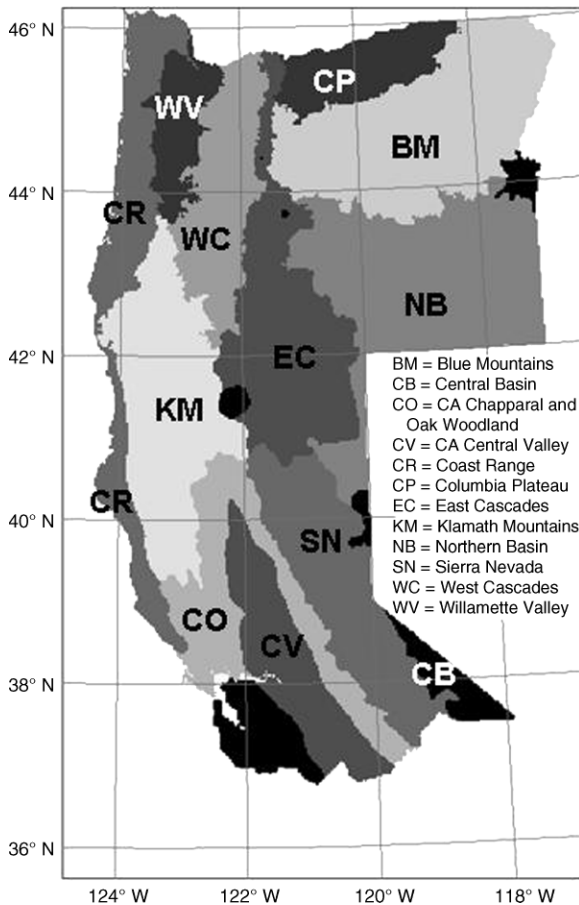 46° N
44° N
42° N
40° N
38° N
36° N
124° W
122° W
120° W
118° W
WV
CP
BM
CR
WC
NB
EC
KM
CR
SN
CO
CV
CB
BM = Blue Mountains
CB = Central Basin
CO = CA Chapparal and
Oak Woodland
CV = CA Central Valley
CR = Coast Range
CP = Columbia Plateau
EC = East Cascades
KM = Klamath Mountains
NB = Northern Basin
SN = Sierra Nevada
WC = West Cascades
WV = Willamette Valley